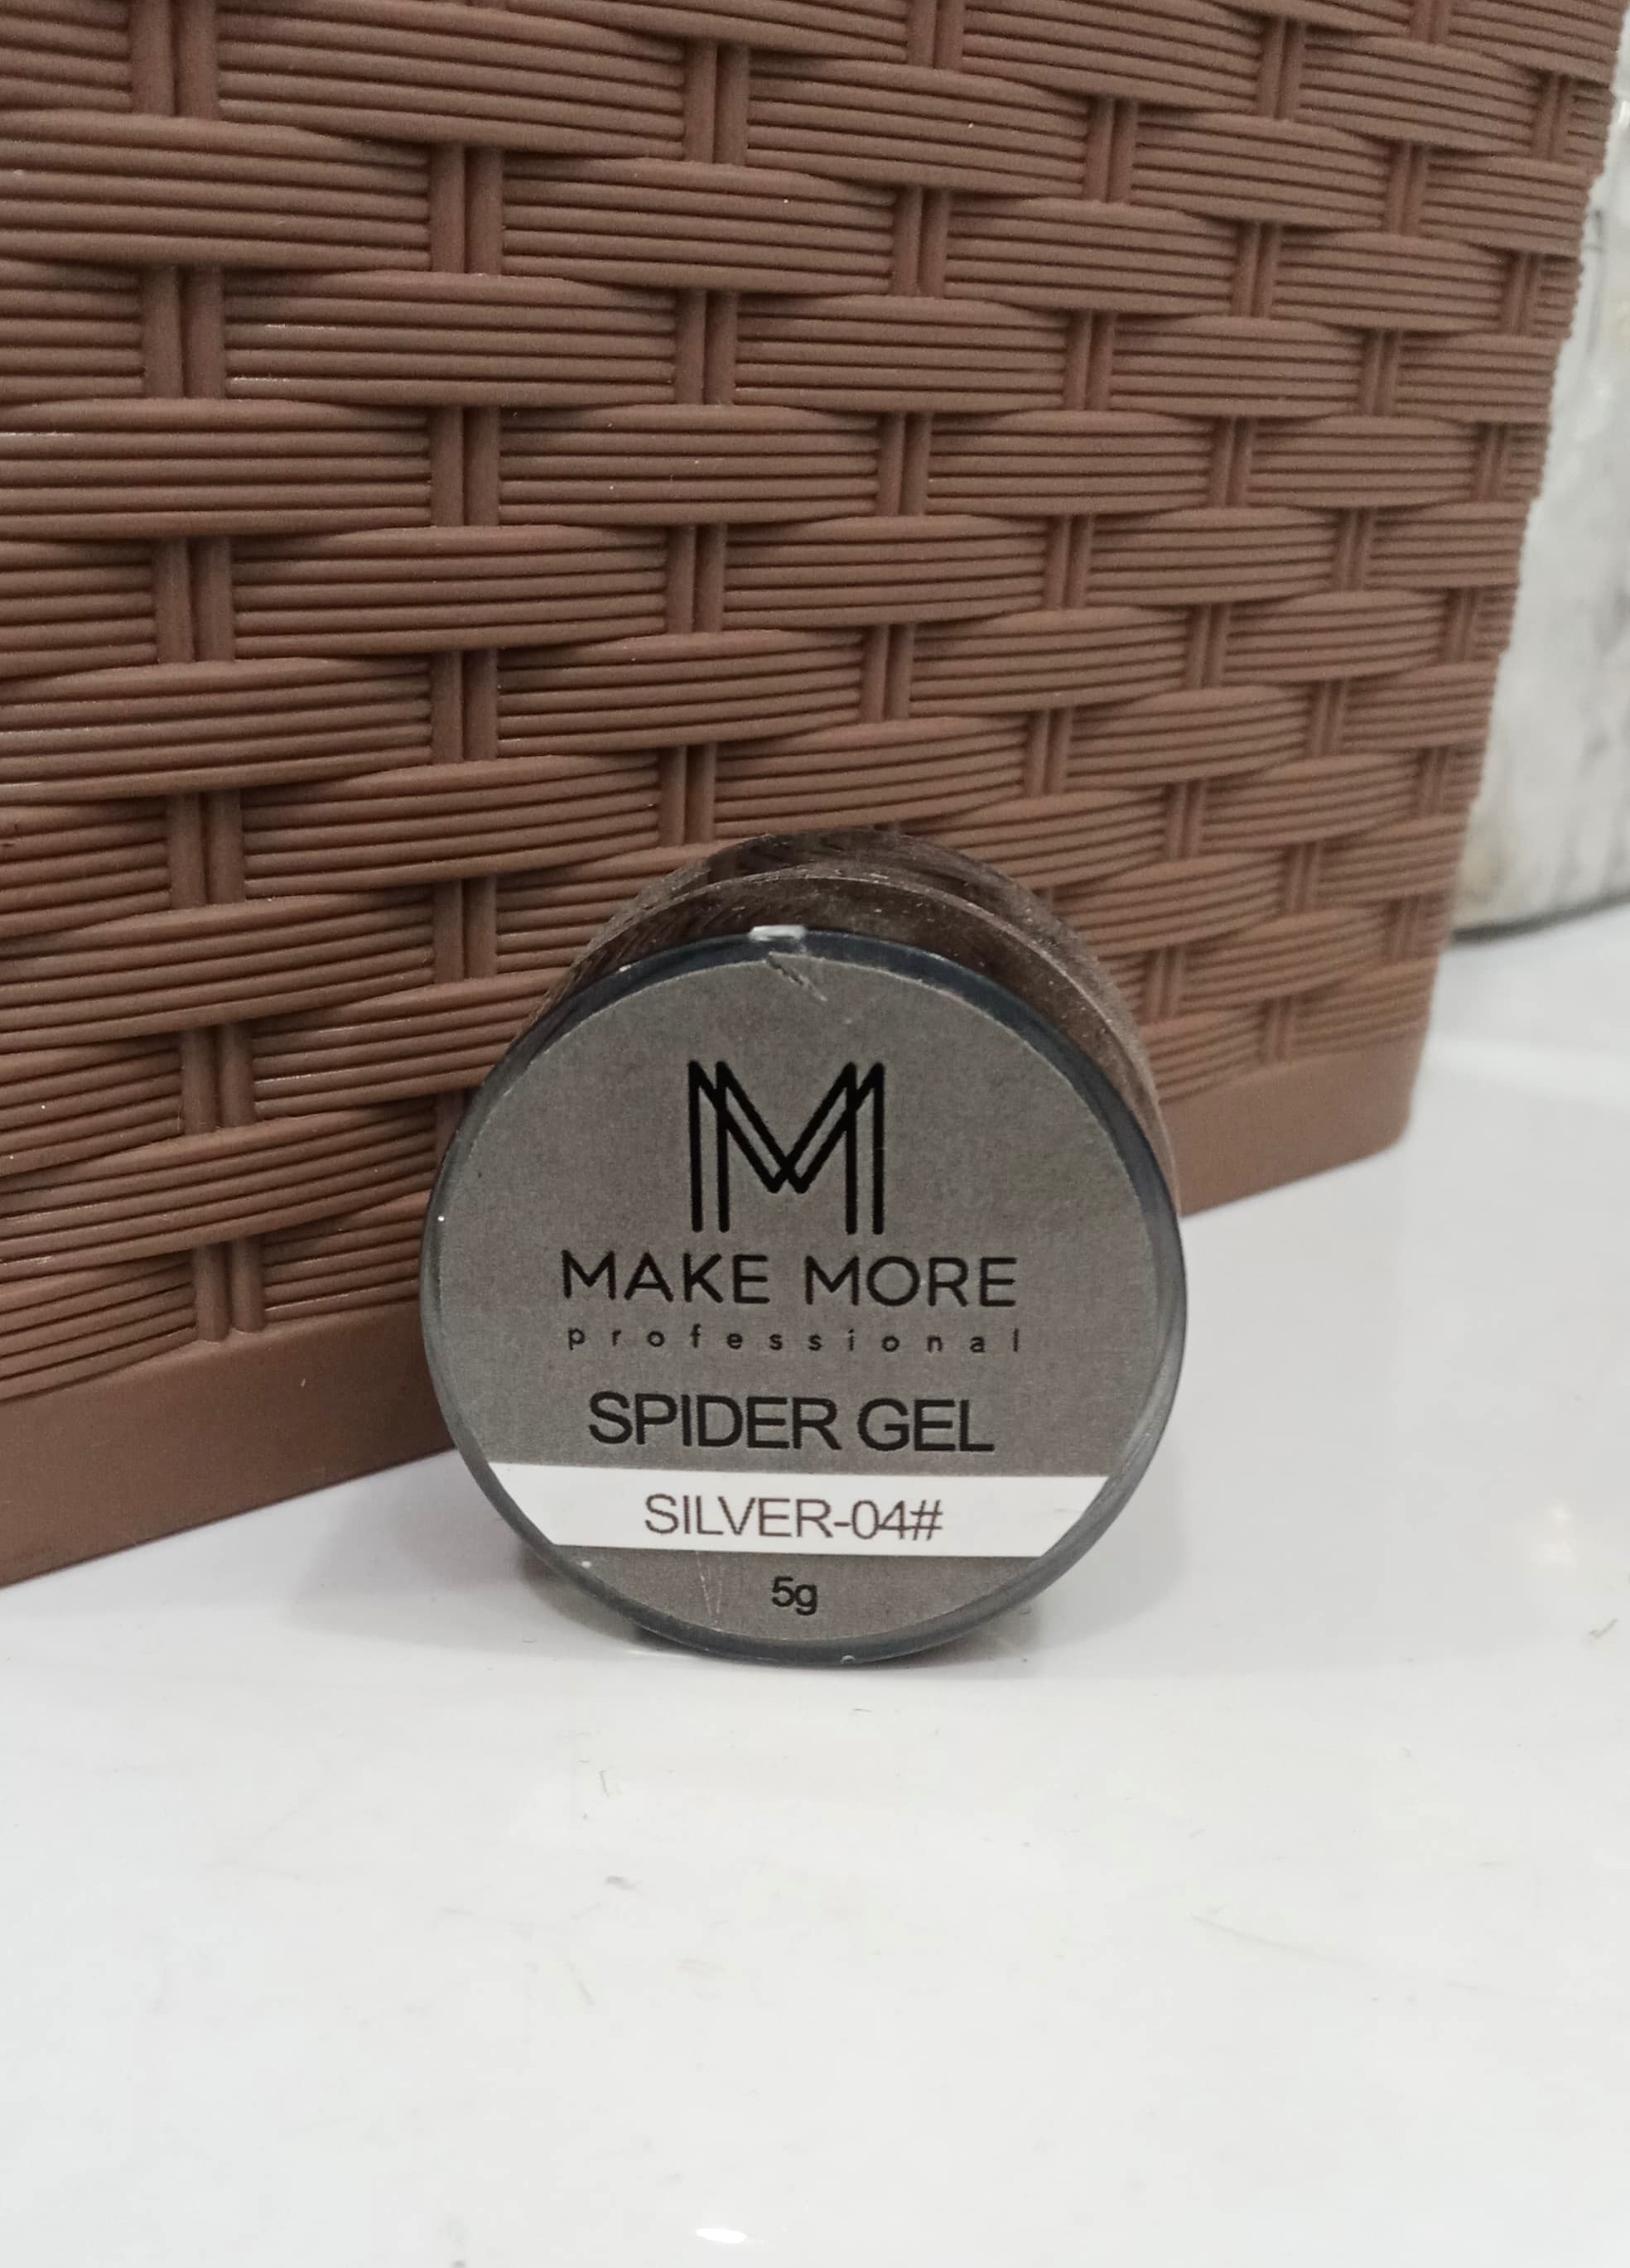 M
MAKE MORE
professional
SPIDER GEL
SILVER-04#
5g